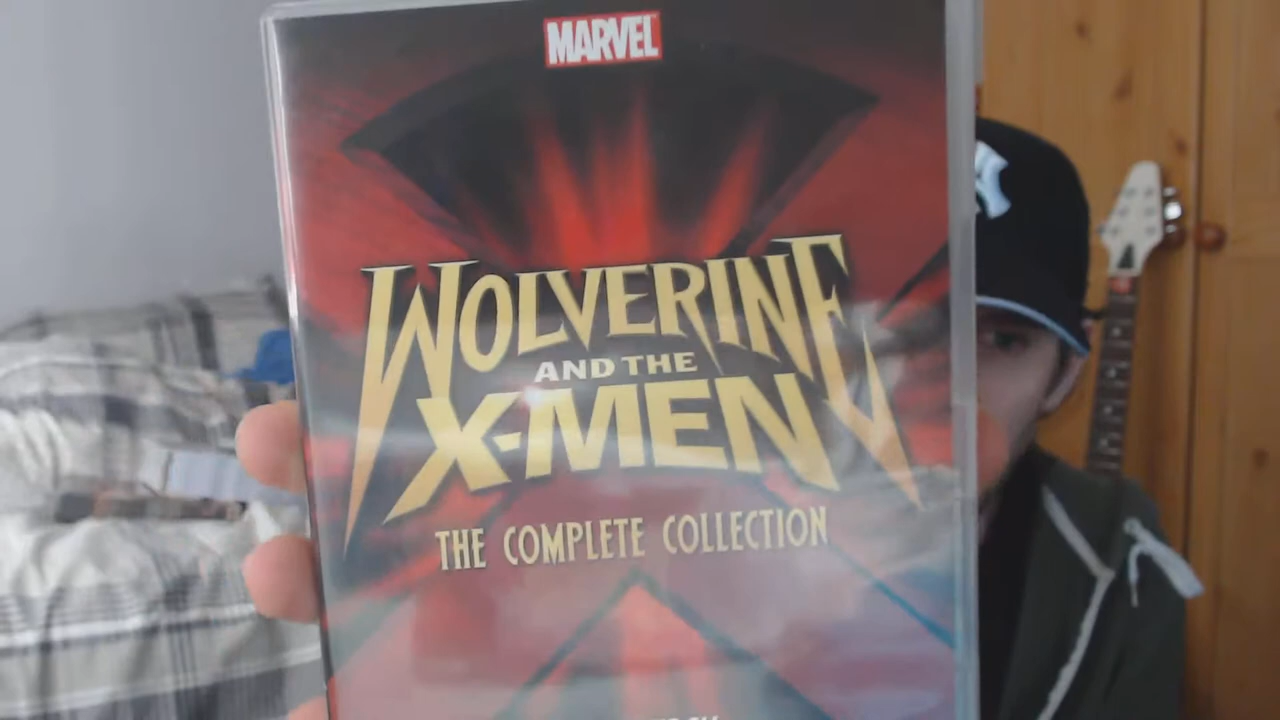 MARVEL
WOLVERINE
AND THE
X-MEN
THE COMPLETE COLLECTION